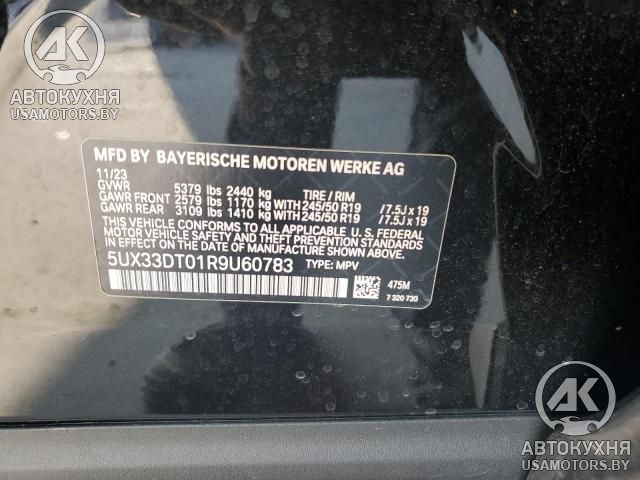 AK
АВТОКУХНЯ
USAMOTORS.BY
MFD BY BAYERISCHE MOTOREN WERKE AG
11/23
GVWR 5379 lbs 2440 kg TIRE / RIM
GAWR FRONT 2579 lbs 1170 kg WITH 245/50 R19 /7.5J x 19
GAWR REAR 3109 lbs 1410 kg WITH 245/50 R19 /7.5J x 19
THIS VEHICLE CONFORMS TO ALL APPLICABLE U. S. FEDERAL
MOTOR VEHICLE SAFETY AND THEFT PREVENTION STANDARDS
IN EFFECT ON THE DATE OF MANUFACTURE SHOWN ABOVE.
5UX33DT01R9U60783 TYPE: MPV
475M
7 320 730
AK
АВТОКУХНЯ
USAMOTORS.BY